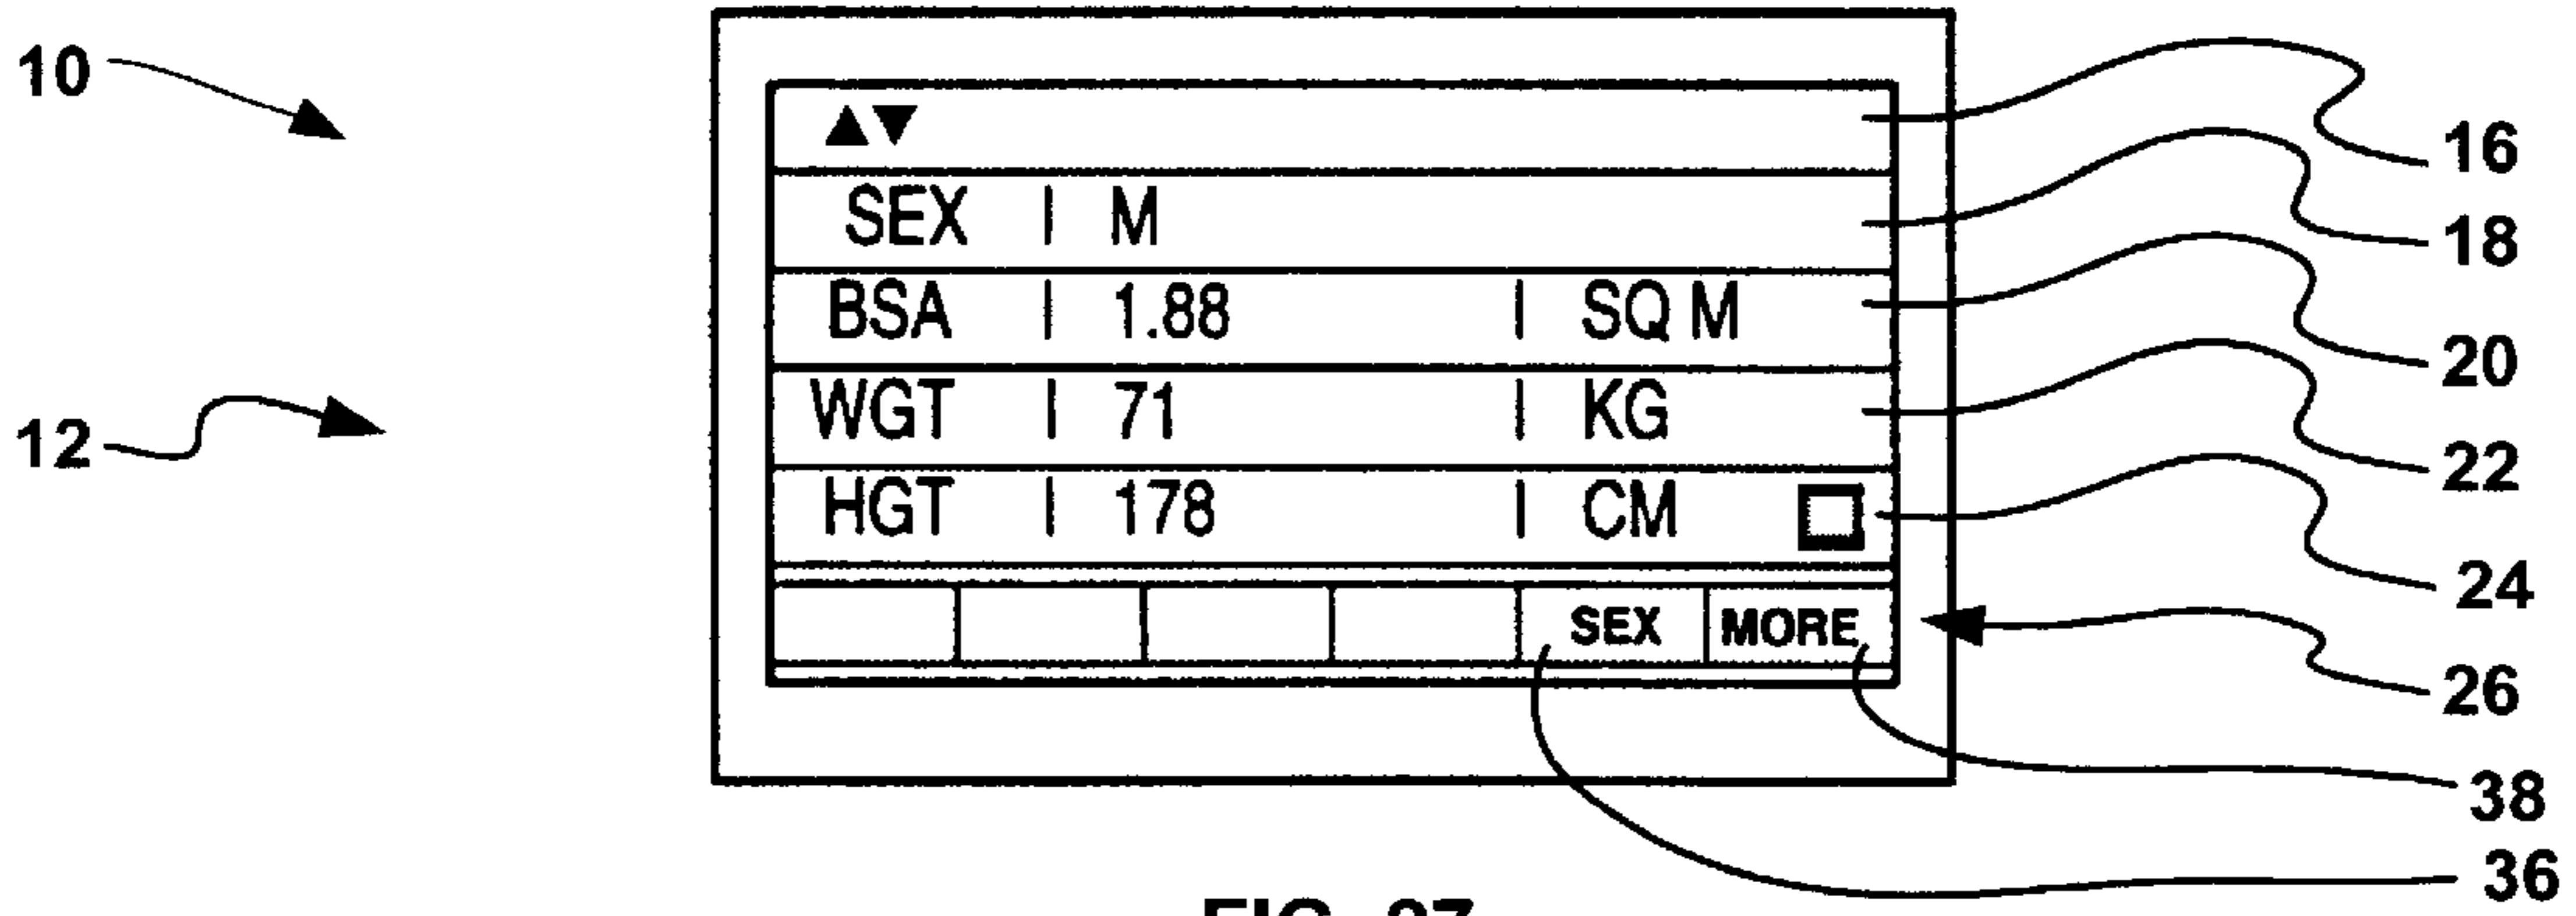 10
▲▼
16
SEX | M
18
BSA | 1.88 | SQ M
20
12
WGT | 71 | KG
22
HGT | 178 | CM
24
SEX MORE
26
38
36